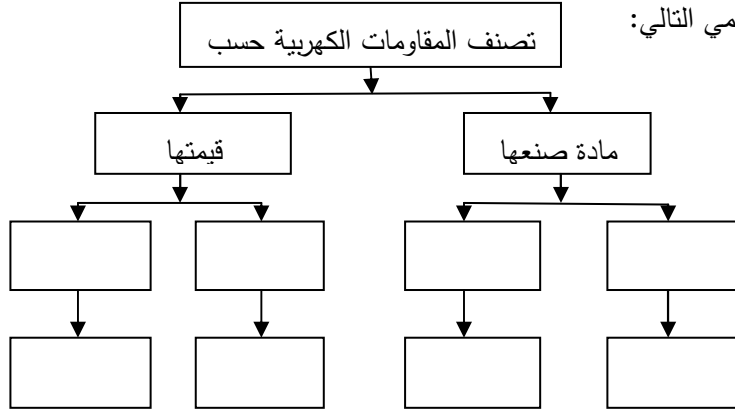 مي التالي:
تصنف المقاومات الكهربية حسب
مادة صنعها
قيمتها